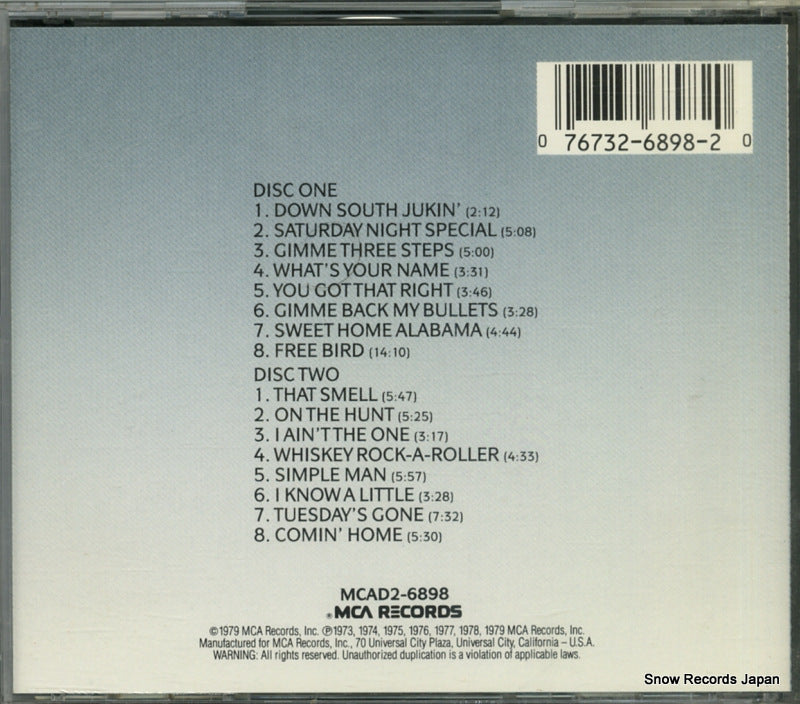 0 76732-6898-2 0
DISC ONE
1. DOWN SOUTH JUKIN' (2:12)
2. SATURDAY NIGHT SPECIAL (5:08)
3. GIMME THREE STEPS (5:00)
4. WHAT'S YOUR NAME (3:31)
5. YOU GOT THAT RIGHT (3:46)
6. GIMME BACK MY BULLETS (3:28)
7. SWEET HOME ALABAMA (4:44)
8. FREE BIRD (14:10)
DISC TWO
1. THAT SMELL (5:47)
2. ON THE HUNT (5:25)
3. I AIN'T THE ONE (3:17)
4. WHISKEY ROCK-A-ROLLER (4:33)
5. SIMPLE MAN (5:57)
6. I KNOW A LITTLE (3:28)
7. TUESDAY'S GONE (7:32)
8. COMIN' HOME (5:30)
MCAD2-6898
®MCA RECORDS
©1979 MCA Records, Inc. ℗1973, 1974, 1975, 1976, 1977, 1978, 1979 MCA Records, Inc.
Manufactured for MCA Records, Inc., 70 Universal City Plaza, Universal City, California – U.S.A.
WARNING: All rights reserved. Unauthorized duplication is a violation of applicable laws.
Snow Records Japan